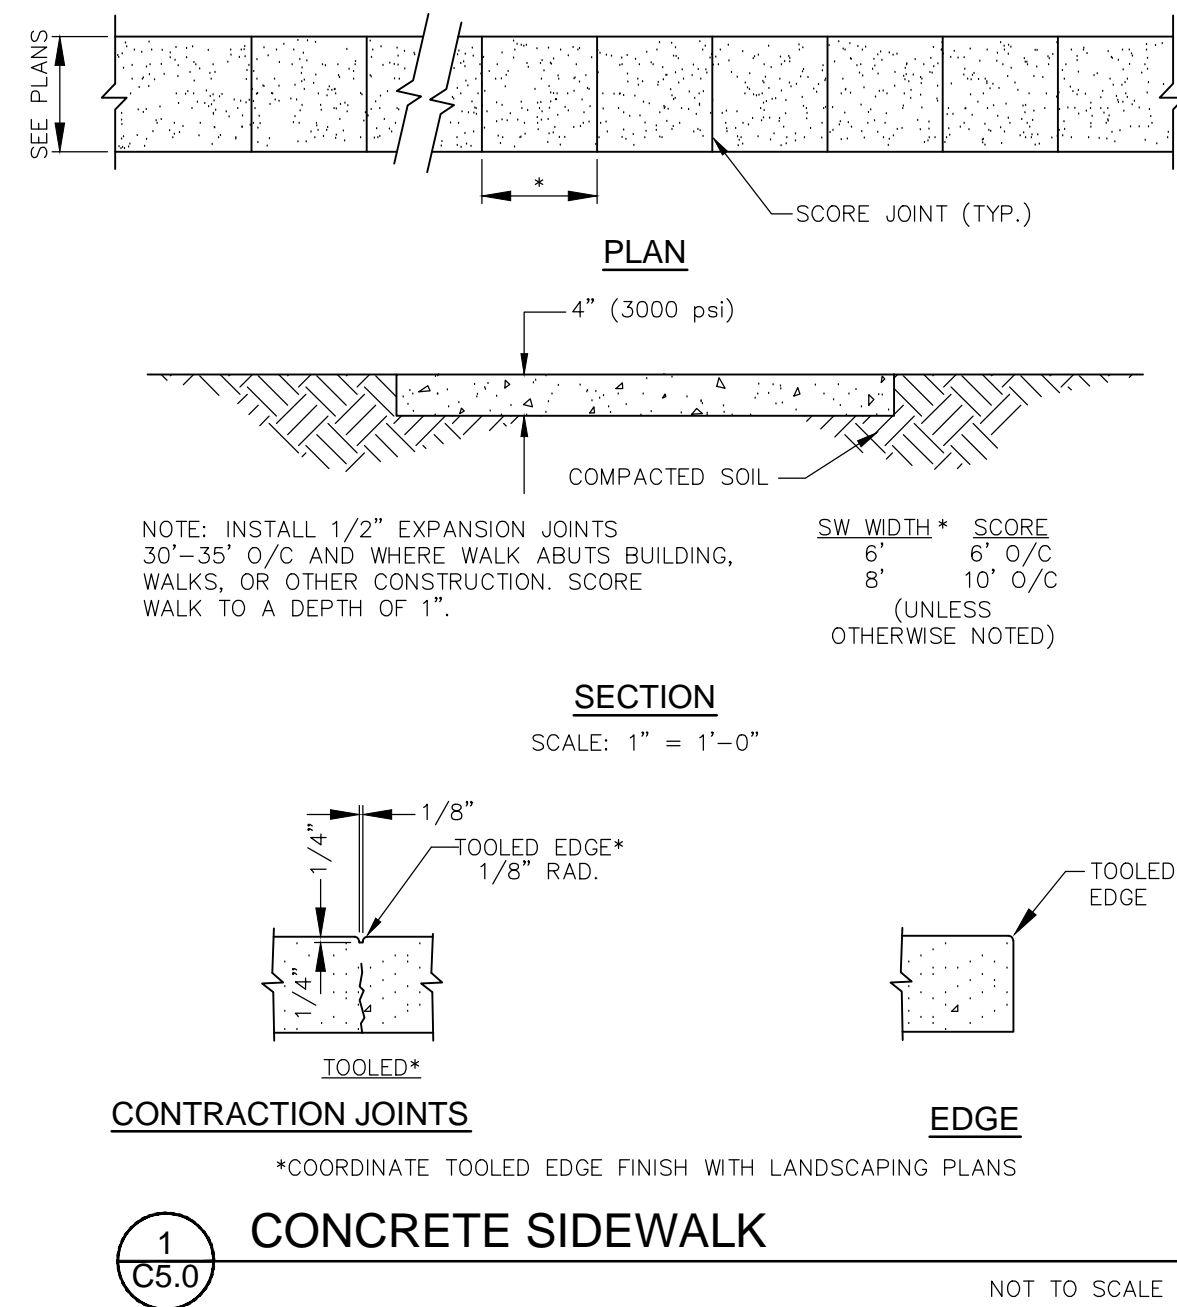 SEE PLANS
*
SCORE JOINT (TYP.)
PLAN
4" (3000 psi)
COMPACTED SOIL
NOTE: INSTALL 1/2" EXPANSION JOINTS
30'-35' O/C AND WHERE WALK ABUTS BUILDING,
WALKS, OR OTHER CONSTRUCTION. SCORE
WALK TO A DEPTH OF 1".
SW WIDTH * SCORE
6' 6' O/C
8' 10' O/C
(UNLESS
OTHERWISE NOTED)
SECTION
SCALE: 1" = 1'-0"
1/8"
1/4"
TOOLED EDGE*
1/8" RAD.
1/4"
TOOLED*
CONTRACTION JOINTS
TOOLED
EDGE
EDGE
*COORDINATE TOOLED EDGE FINISH WITH LANDSCAPING PLANS
1
C5.0
CONCRETE SIDEWALK
NOT TO SCALE